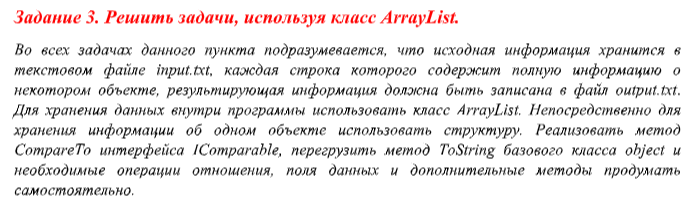 Задание 3. Решить задачи, используя класс ArrayList.
Во всех задачах данного пункта подразумевается, что исходная информация хранится в
текстовом файле input.txt, каждая строка которого содержит полную информацию о
некотором объекте, результирующая информация должна быть записана в файл output.txt.
Для хранения данных внутри программы использовать класс ArrayList. Непосредственно для
хранения информации об одном объекте использовать структуру. Реализовать метод
CompareTo интерфейса IComparable, перегрузить метод ToString базового класса object и
необходимые операции отношения, поля данных и дополнительные методы продумать
самостоятельно.